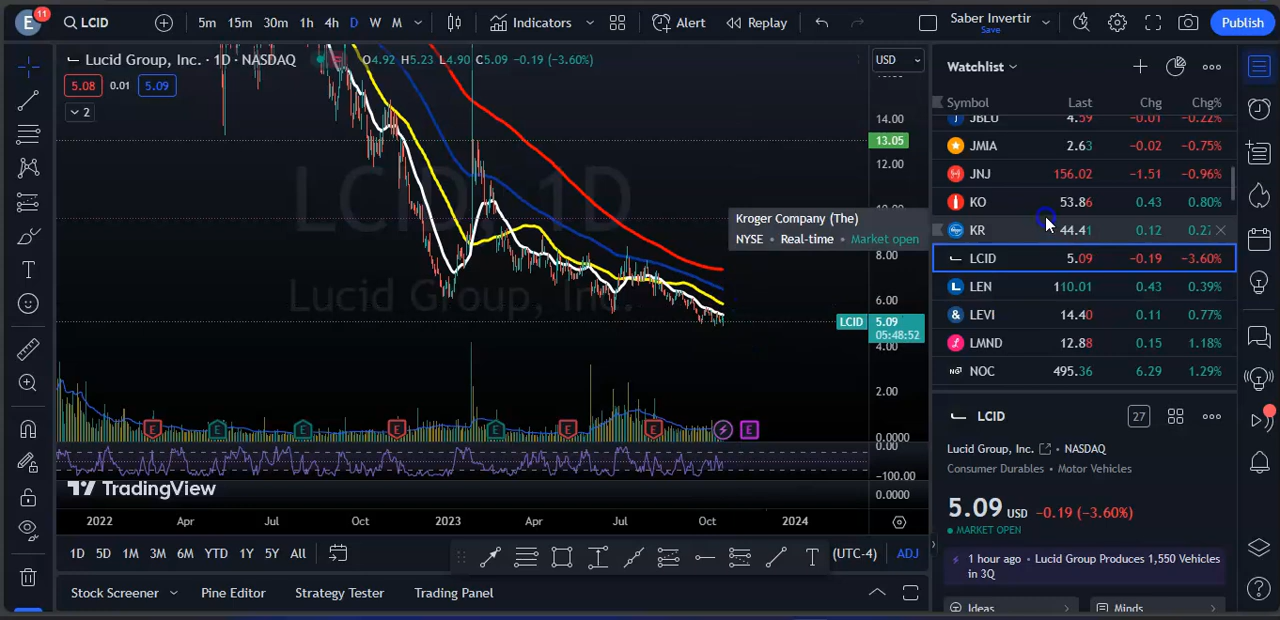 E 11 LCID 5m 15m 30m 1h 4h D W M Indicators Alert Replay Saber Invertir Save Publish
Lucid Group, Inc. · 1D · NASDAQ O4.92 H5.23 L4.90 C5.09 −0.19 (−3.60%) USD
5.08 0.01 5.09
2
LCID, 1D
Lucid Group, Inc.
14.00
13.05
12.00
8.00
6.00
LCID 5.09
05:48:52
4.00
2.00
0.0000
0.00
−100.00
0.0000
E E E E E E E E
TradingView
2022 Apr Jul Oct 2023 Apr Jul Oct 2024
1D 5D 1M 3M 6M YTD 1Y 5Y All T (UTC-4) ADJ
Stock Screener Pine Editor Strategy Tester Trading Panel
Kroger Company (The)
NYSE • Real-time • Market open
Watchlist
Symbol Last Chg Chg%
JBLU 4.59 −0.01 −0.22%
JMIA 2.63 −0.02 −0.75%
JNJ 156.02 −1.51 −0.96%
KO 53.86 0.43 0.80%
KR 44.41 0.12 0.27
LCID 5.09 −0.19 −3.60%
LEN 110.01 0.43 0.39%
LEVI 14.40 0.11 0.77%
LMND 12.88 0.15 1.18%
NOC 495.36 6.29 1.29%
LCID 27
Lucid Group, Inc. • NASDAQ
Consumer Durables • Motor Vehicles
5.09 USD −0.19 (−3.60%)
MARKET OPEN
1 hour ago • Lucid Group Produces 1,550 Vehicles
in 3Q
Ideas Minds